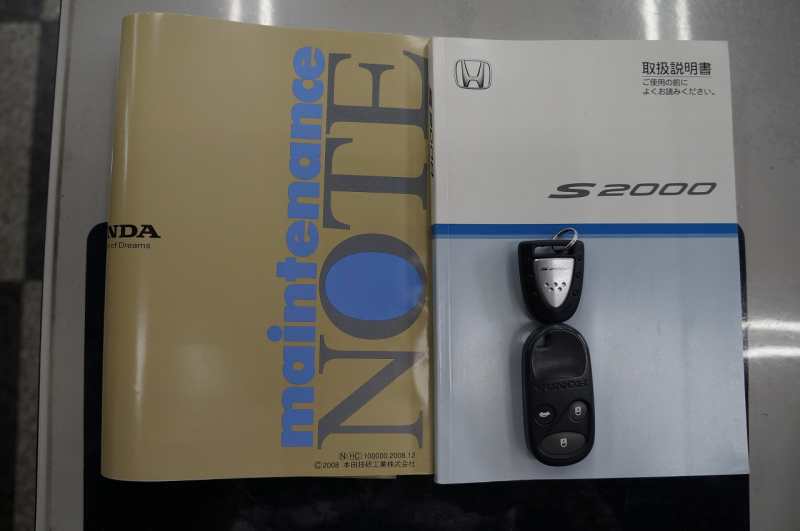 NDA
of Dreams
maintenance
NOTE
Ⓝ HC 100000.2008.12
©2008 本田技研工業株式会社
取扱説明書
ご使用の前に
よくお読みください。
S2000
S2000
HONDA